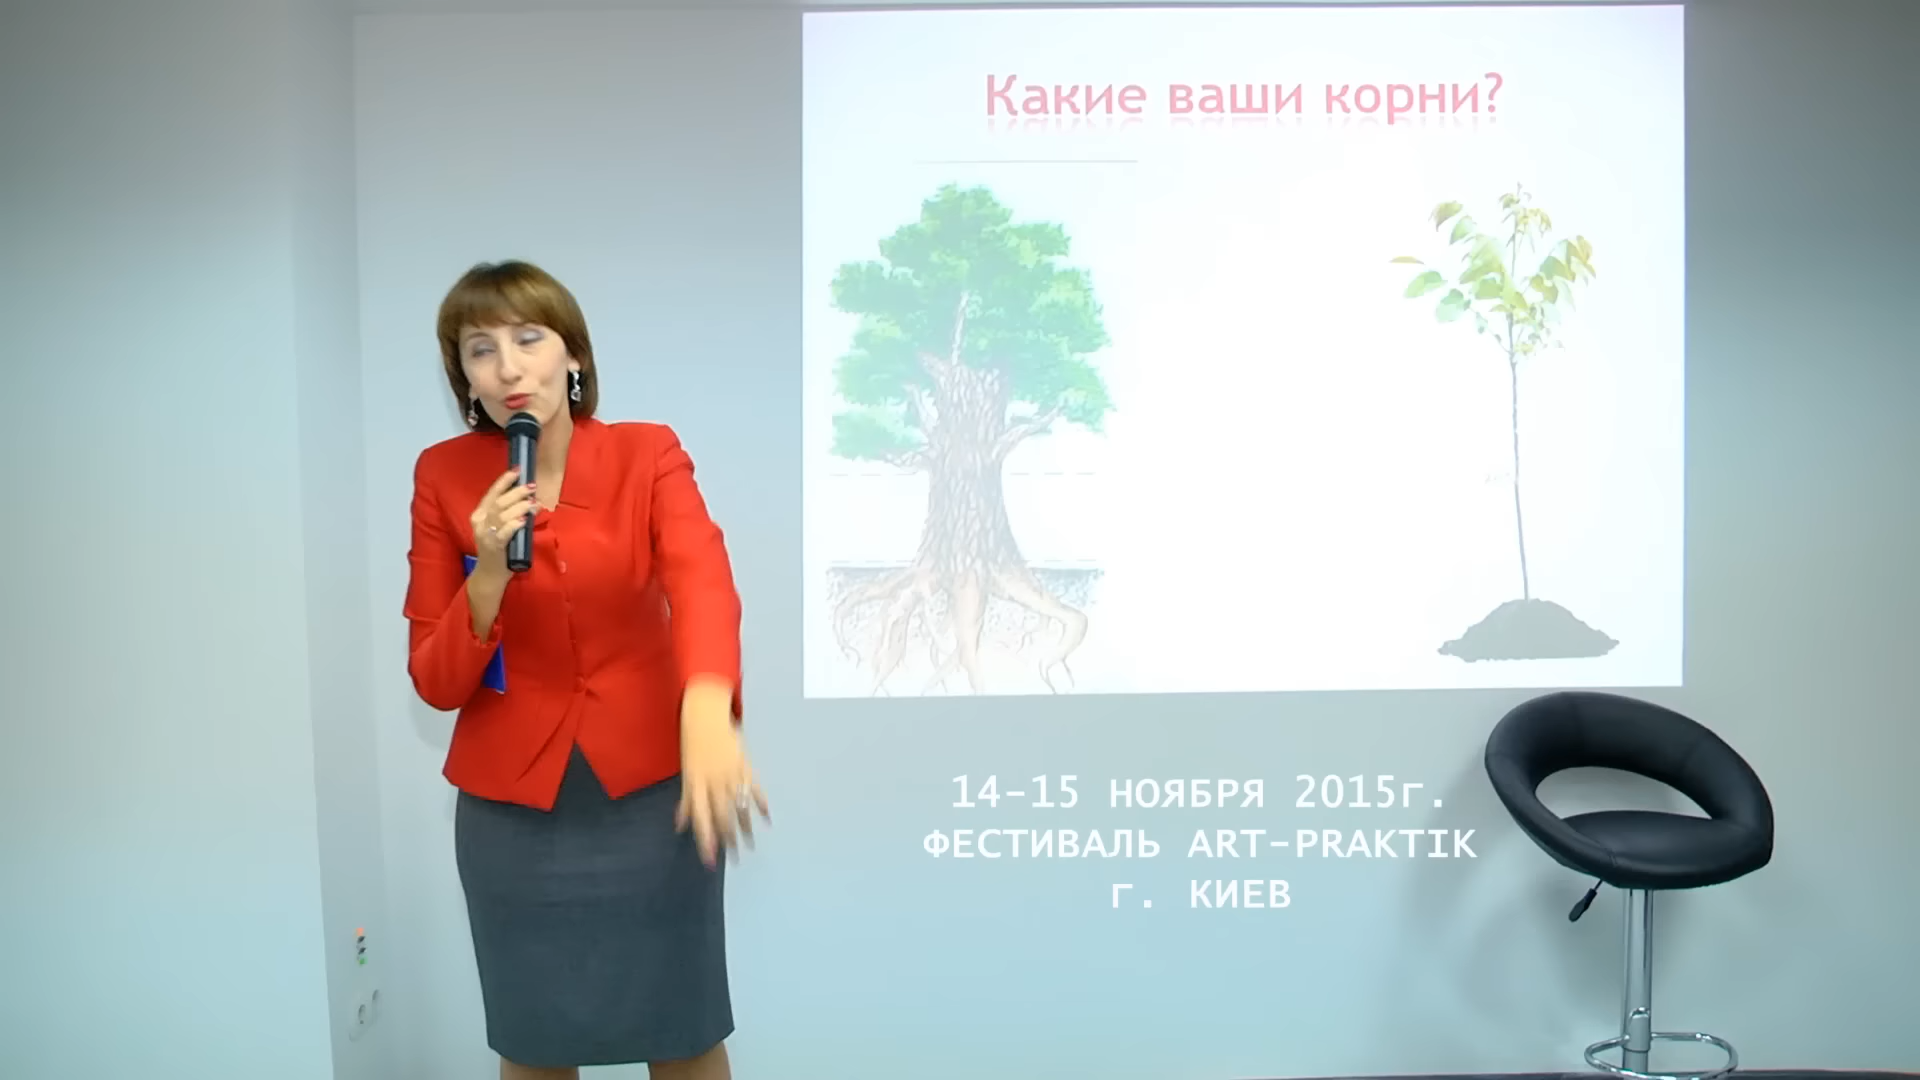 Какие ваши корни?
14-15 НОЯБРЯ 2015г.
ФЕСТИВАЛЬ ART-PRAKTIK
г. КИЕВ